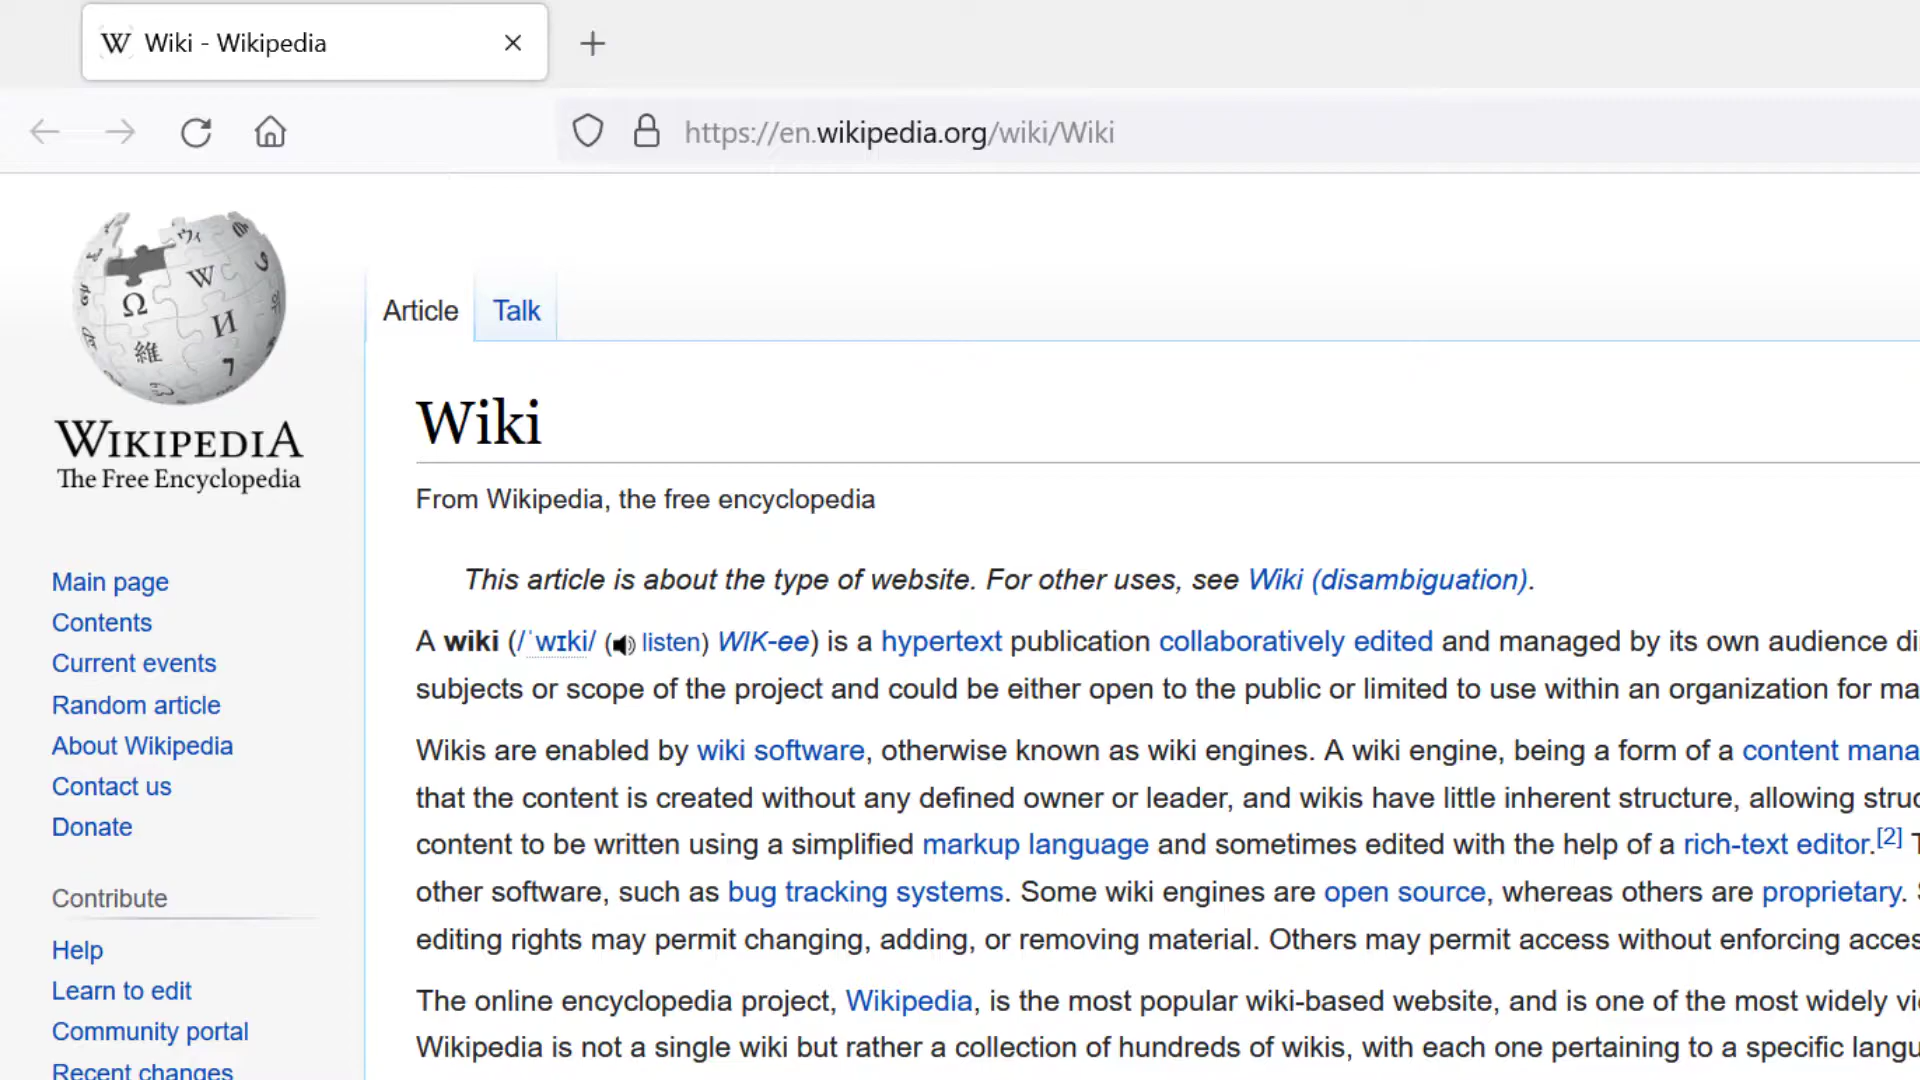 Wiki - Wikipedia
https://en.wikipedia.org/wiki/Wiki
WIKIPEDIA
The Free Encyclopedia
Main page
Contents
Current events
Random article
About Wikipedia
Contact us
Donate
Contribute
Help
Learn to edit
Community portal
Recent changes
Article Talk
Wiki
From Wikipedia, the free encyclopedia
This article is about the type of website. For other uses, see Wiki (disambiguation).
A wiki (/ˈwɪki/ (listen) WIK-ee) is a hypertext publication collaboratively edited and managed by its own audience di
subjects or scope of the project and could be either open to the public or limited to use within an organization for ma
Wikis are enabled by wiki software, otherwise known as wiki engines. A wiki engine, being a form of a content mana
that the content is created without any defined owner or leader, and wikis have little inherent structure, allowing struc
content to be written using a simplified markup language and sometimes edited with the help of a rich-text editor.[2] T
other software, such as bug tracking systems. Some wiki engines are open source, whereas others are proprietary. S
editing rights may permit changing, adding, or removing material. Others may permit access without enforcing acces
The online encyclopedia project, Wikipedia, is the most popular wiki-based website, and is one of the most widely vi
Wikipedia is not a single wiki but rather a collection of hundreds of wikis, with each one pertaining to a specific langu